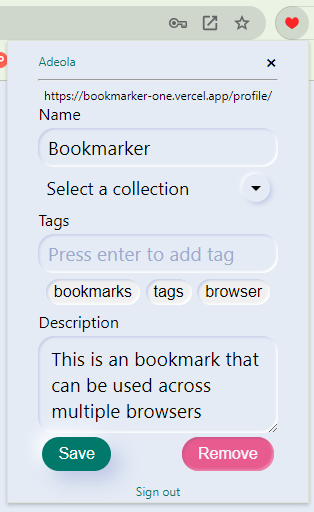 Adeola
×
https://bookmarker-one.vercel.app/profile/
Name
Bookmarker
Select a collection
Tags
Press enter to add tag
bookmarks tags browser
Description
This is an bookmark that
can be used across
multiple browsers
Save Remove
Sign out